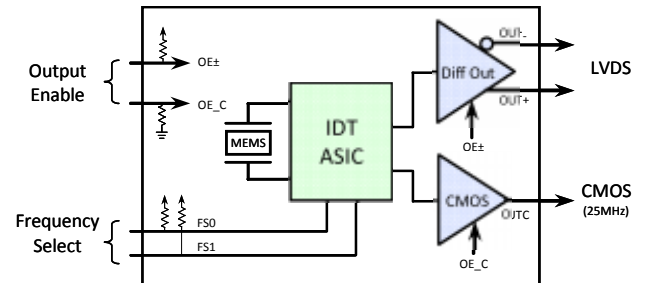 Output
Enable
OE±
OE_C
MEMS
IDT
ASIC
Diff Out
OUT-
OUT+
LVDS
OE±
CMOS
OUTC
CMOS
(25MHz)
OE_C
Frequency
Select
FS0
FS1